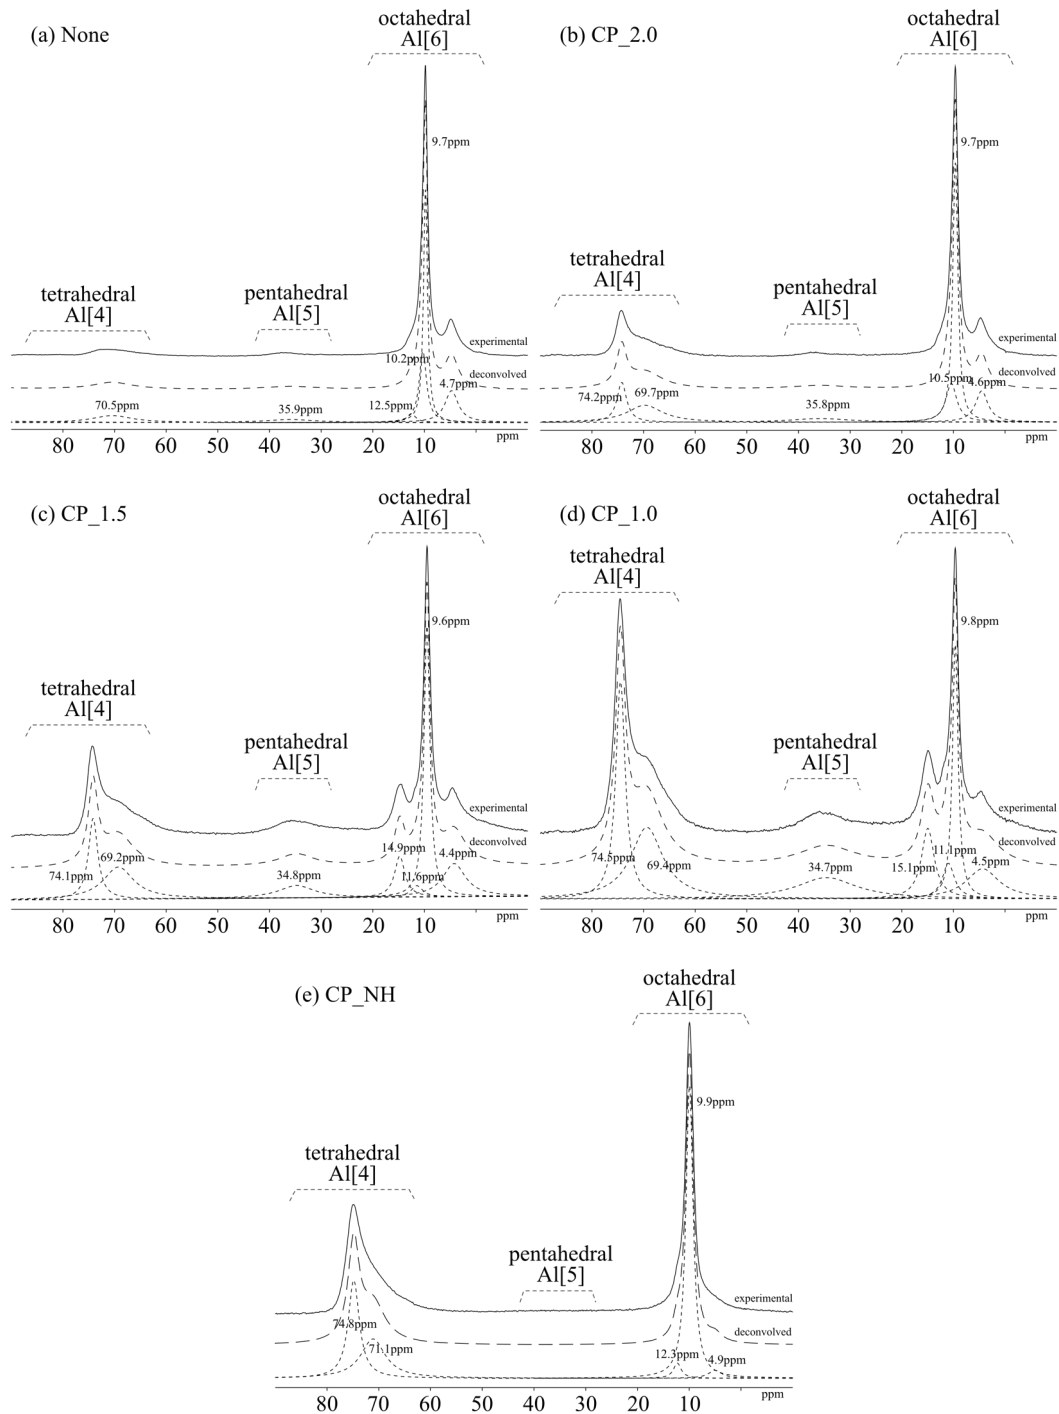 (a) None
octahedral
Al[6]
9.7ppm
tetrahedral
Al[4]
pentahedral
Al[5]
experimental
10.2ppm
deconvolved
4.7ppm
70.5ppm
35.9ppm
12.5ppm
80 70 60 50 40 30 20 10 ppm
(b) CP_2.0
octahedral
Al[6]
9.7ppm
tetrahedral
Al[4]
pentahedral
Al[5]
experimental
deconvolved
10.5ppm
4.6ppm
74.2ppm
69.7ppm
35.8ppm
80 70 60 50 40 30 20 10 ppm
(c) CP_1.5
octahedral
Al[6]
9.6ppm
tetrahedral
Al[4]
pentahedral
Al[5]
experimental
deconvolved
14.9ppm
4.4ppm
69.2ppm
74.1ppm
34.8ppm
11.6ppm
80 70 60 50 40 30 20 10 ppm
(d) CP_1.0
octahedral
Al[6]
tetrahedral
Al[4]
9.8ppm
pentahedral
Al[5]
experimental
deconvolved
11.1ppm
74.5ppm
69.4ppm
34.7ppm
15.1ppm
4.5ppm
80 70 60 50 40 30 20 10 ppm
(e) CP_NH
octahedral
Al[6]
9.9ppm
tetrahedral
Al[4]
pentahedral
Al[5]
experimental
74.8ppm
deconvolved
71.1ppm
12.3ppm
4.9ppm
80 70 60 50 40 30 20 10 ppm